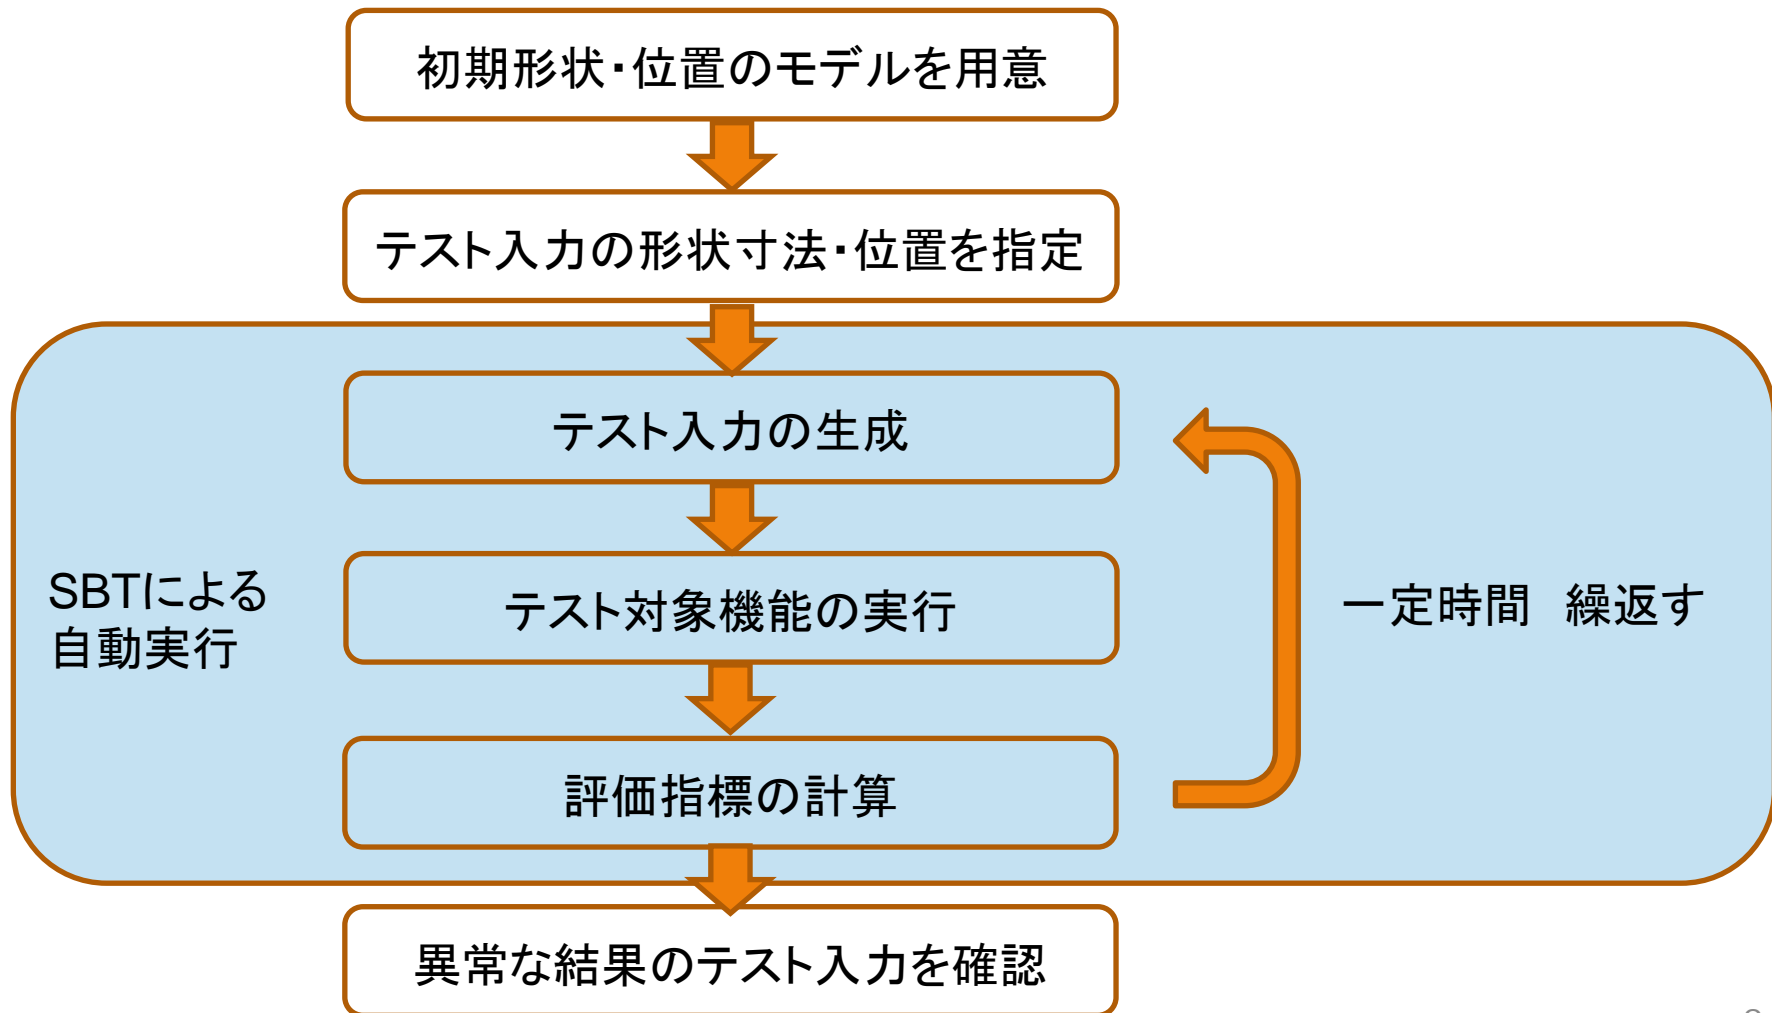 初期形状・位置のモデルを用意
テスト入力の形状寸法・位置を指定
テスト入力の生成
SBTによる
自動実行
テスト対象機能の実行
一定時間　繰返す
評価指標の計算
異常な結果のテスト入力を確認